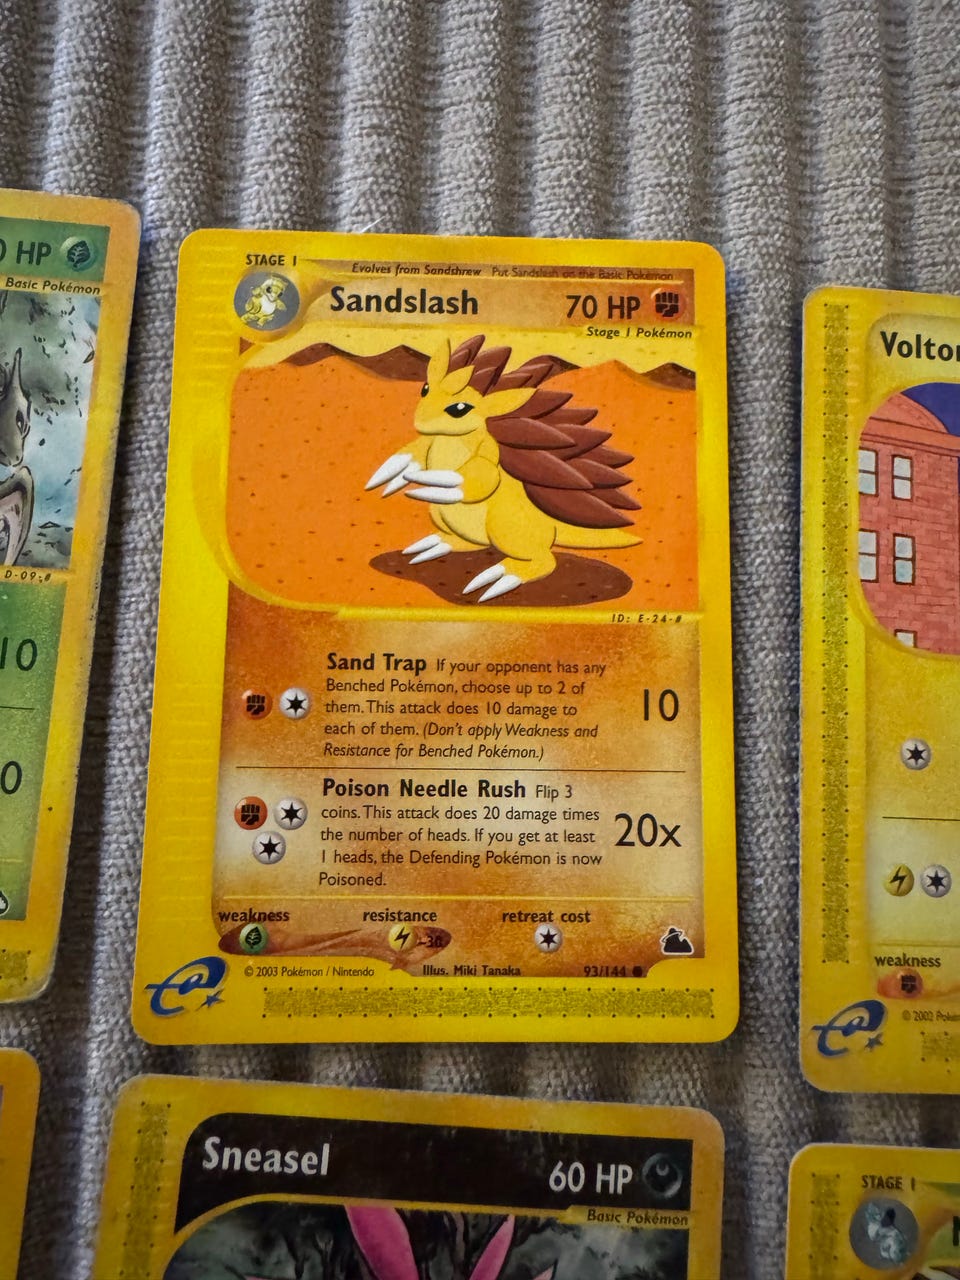 0 HP
Basic Pokémon
D-09-#
10
0
STAGE 1
Evolves from Sandshrew Put Sandslash on the Basic Pokémon
Sandslash 70 HP
Stage 1 Pokémon
ID: E-24-#
Sand Trap If your opponent has any
Benched Pokémon, choose up to 2 of
them. This attack does 10 damage to
each of them. (Don't apply Weakness and
Resistance for Benched Pokémon.)
10
Poison Needle Rush Flip 3
coins. This attack does 20 damage times
the number of heads. If you get at least
1 heads, the Defending Pokémon is now
Poisoned.
20x
weakness resistance retreat cost
-30
© 2003 Pokémon / Nintendo Illus. Miki Tanaka 93/144
e
Voltor
weakness
© 2002 Pokém
e
Sneasel 60 HP
Basic Pokémon
STAGE 1